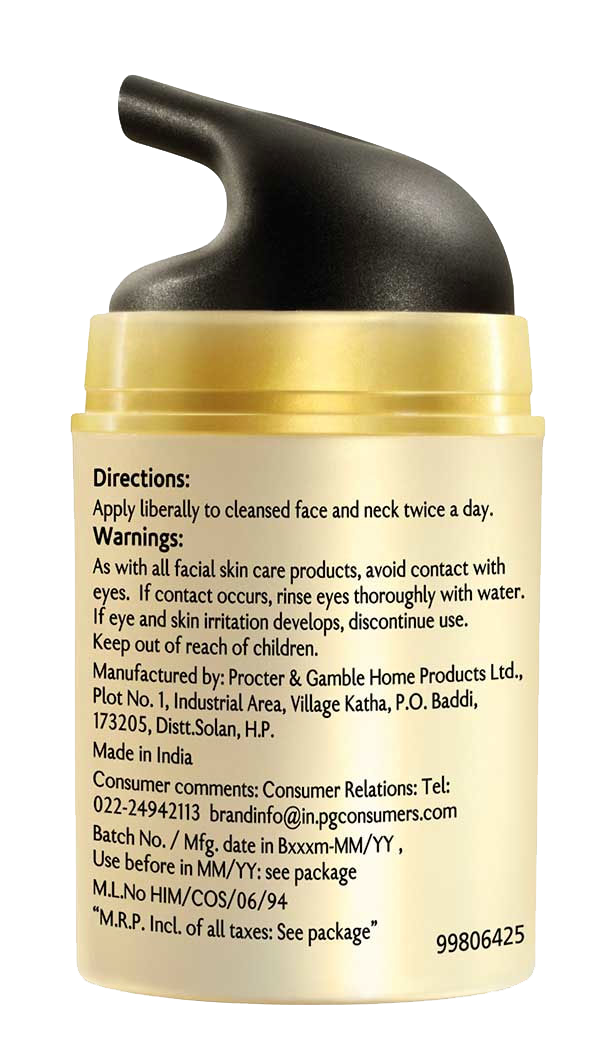 Directions:
Apply liberally to cleansed face and neck twice a day.
Warnings:
As with all facial skin care products, avoid contact with
eyes. If contact occurs, rinse eyes thoroughly with water.
If eye and skin irritation develops, discontinue use.
Keep out of reach of children.
Manufactured by: Procter & Gamble Home Products Ltd.,
Plot No. 1, Industrial Area, Village Katha, P.O. Baddi,
173205, Distt.Solan, H.P.
Made in India
Consumer comments: Consumer Relations: Tel:
022-24942113 brandinfo@in.pgconsumers.com
Batch No. / Mfg. date in Bxxxm-MM/YY ,
Use before in MM/YY: see package
M.L.No HIM/COS/06/94
“M.R.P. Incl. of all taxes: See package”
99806425